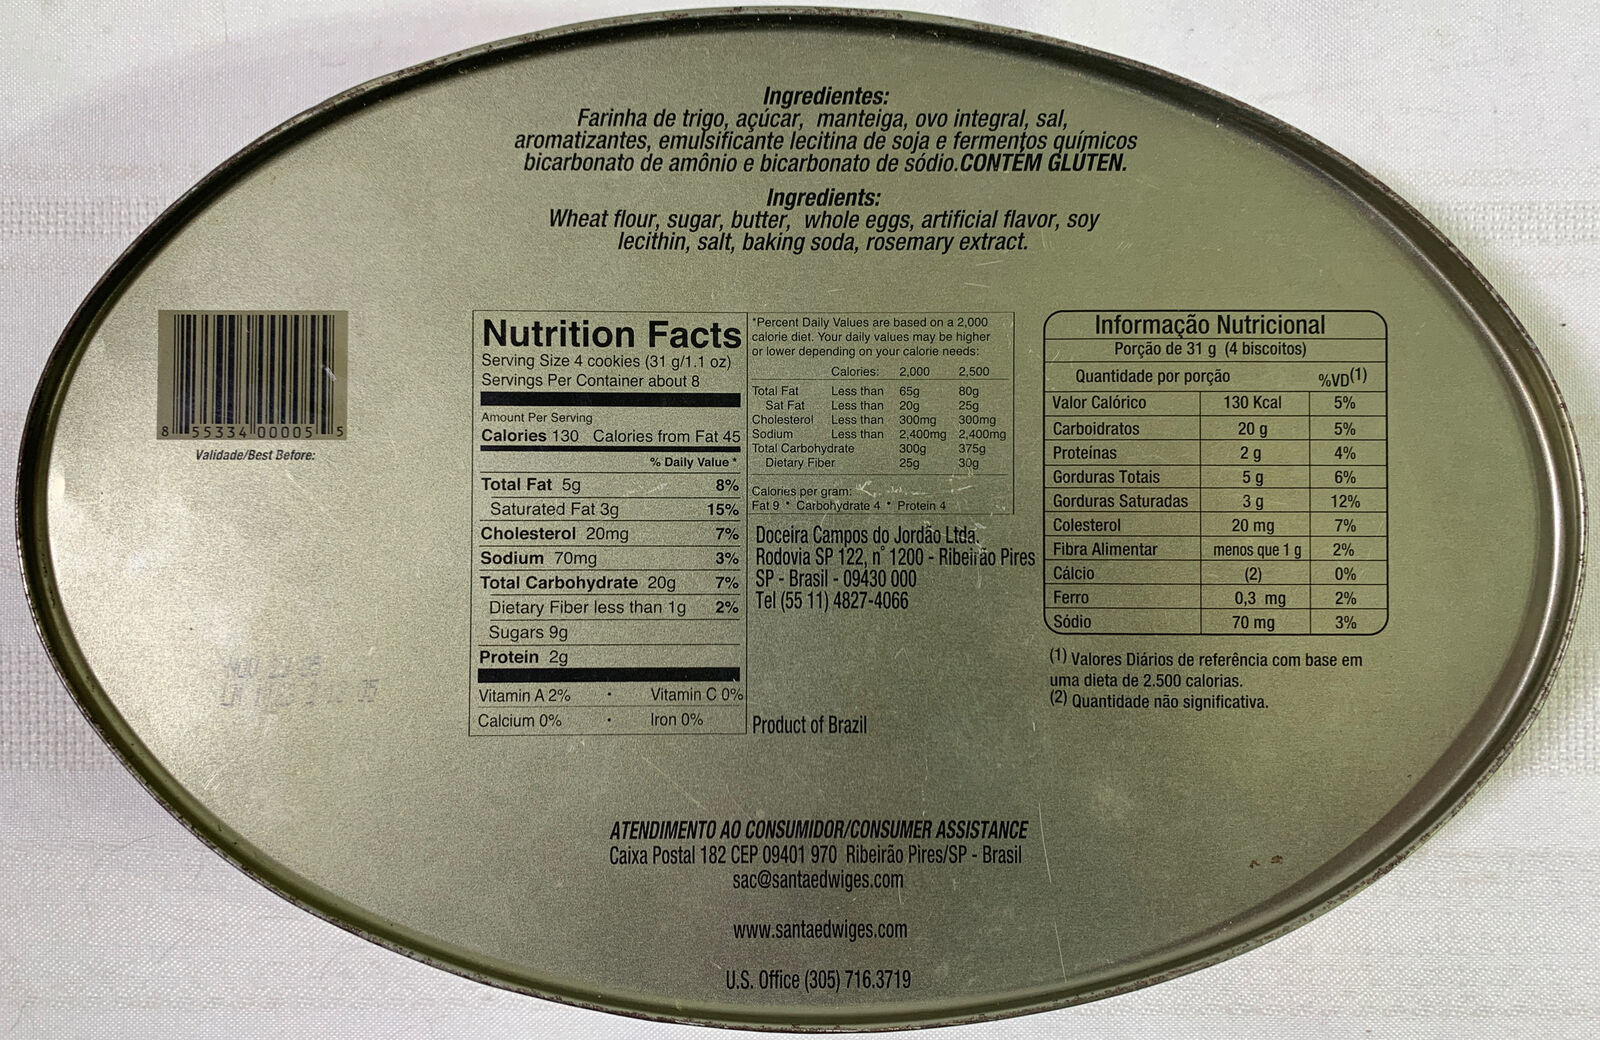 Ingredientes:
Farinha de trigo, açúcar, manteiga, ovo integral, sal,
aromatizantes, emulsificante lecitina de soja e fermentos químicos
bicarbonato de amônio e bicarbonato de sódio. CONTÉM GLÚTEN.
Ingredients:
Wheat flour, sugar, butter, whole eggs, artificial flavor, soy
lecithin, salt, baking soda, rosemary extract.
8 55334 00005 5
Validade/Best Before:
Nutrition Facts
Serving Size 4 cookies (31 g/1.1 oz)
Servings Per Container about 8
Amount Per Serving
Calories 130 Calories from Fat 45
% Daily Value *
Total Fat 5g 8%
Saturated Fat 3g 15%
Cholesterol 20mg 7%
Sodium 70mg 3%
Total Carbohydrate 20g 7%
Dietary Fiber less than 1g 2%
Sugars 9g
Protein 2g
Vitamin A 2% • Vitamin C 0%
Calcium 0% • Iron 0%
*Percent Daily Values are based on a 2,000
calorie diet. Your daily values may be higher
or lower depending on your calorie needs:
Calories: 2,000 2,500
Total Fat Less than 65g 80g
Sat Fat Less than 20g 25g
Cholesterol Less than 300mg 300mg
Sodium Less than 2,400mg 2,400mg
Total Carbohydrate 300g 375g
Dietary Fiber 25g 30g
Calories per gram:
Fat 9 * Carbohydrate 4 * Protein 4
Doceira Campos do Jordão Ltda.
Rodovia SP 122, n° 1200 - Ribeirão Pires
SP - Brasil - 09430 000
Tel (55 11) 4827-4066
Product of Brazil
Informação Nutricional
Porção de 31 g (4 biscoitos)
Quantidade por porção %VD(1)
Valor Calórico 130 Kcal 5%
Carboidratos 20 g 5%
Proteínas 2 g 4%
Gorduras Totais 5 g 6%
Gorduras Saturadas 3 g 12%
Colesterol 20 mg 7%
Fibra Alimentar menos que 1 g 2%
Cálcio (2) 0%
Ferro 0,3 mg 2%
Sódio 70 mg 3%
(1) Valores Diários de referência com base em
uma dieta de 2.500 calorias.
(2) Quantidade não significativa.
ATENDIMENTO AO CONSUMIDOR/CONSUMER ASSISTANCE
Caixa Postal 182 CEP 09401 970 Ribeirão Pires/SP - Brasil
sac@santaedwiges.com
www.santaedwiges.com
U.S. Office (305) 716.3719